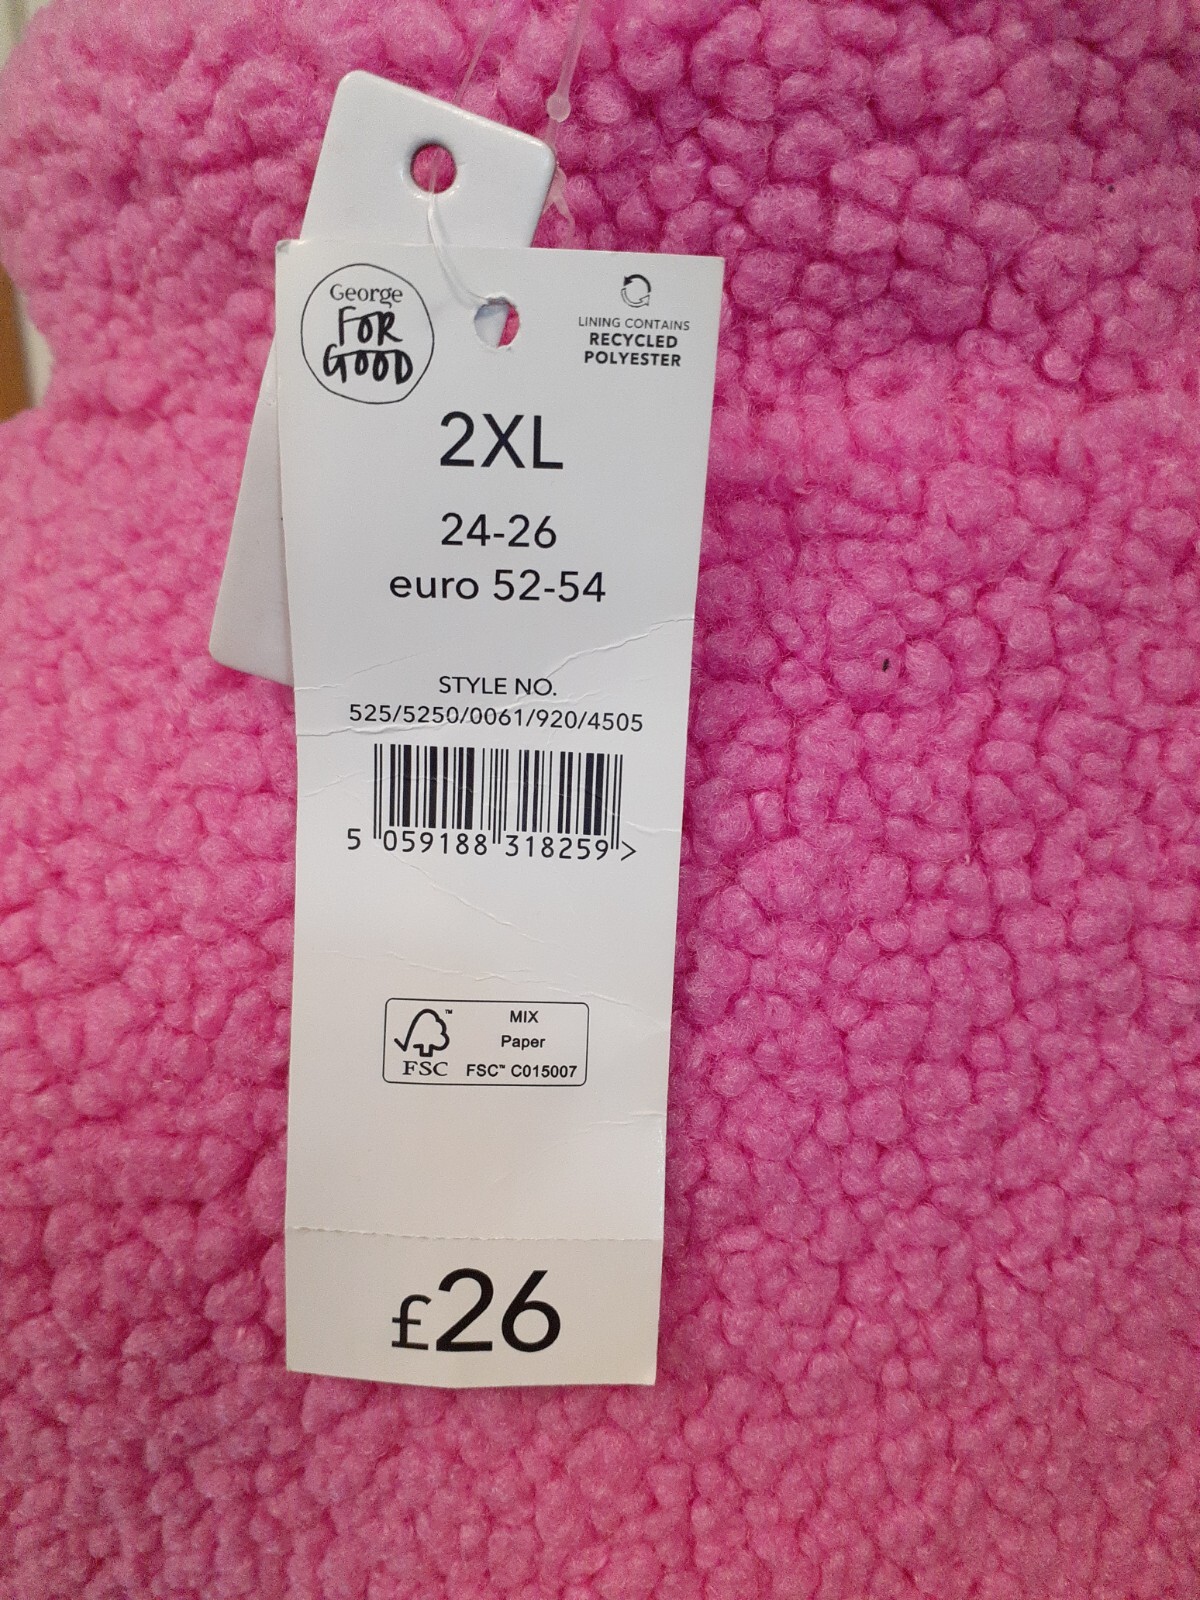 George
FOR
GOOD
LINING CONTAINS
RECYCLED
POLYESTER
2XL
24-26
euro 52-54
STYLE NO.
525/5250/0061/920/4505
5 059188 318259 >
FSC™
MIX
Paper
FSC™ C015007
£26